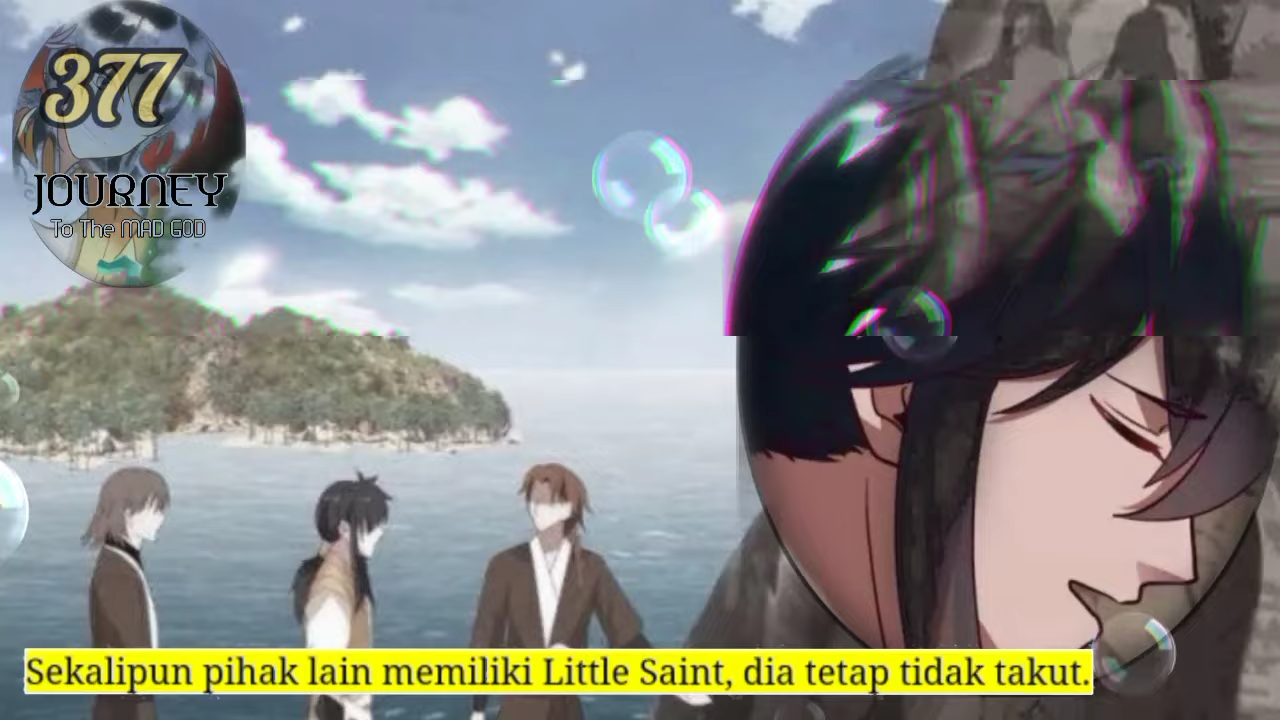 377
JOURNEY
To The MAD GOD
Sekalipun pihak lain memiliki Little Saint, dia tetap tidak takut.